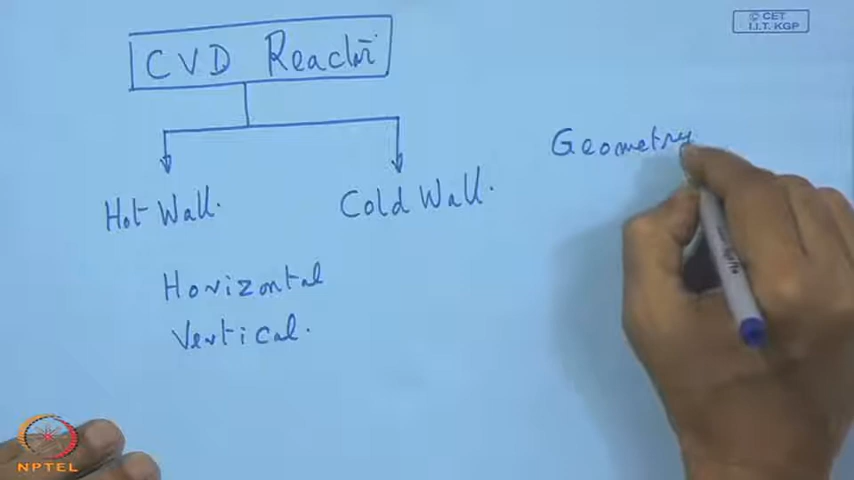 CVD Reactor
Hot Wall.
Cold Wall.
Geometry
Horizontal
Vertical.
© CET
I.I.T. KGP
NPTEL